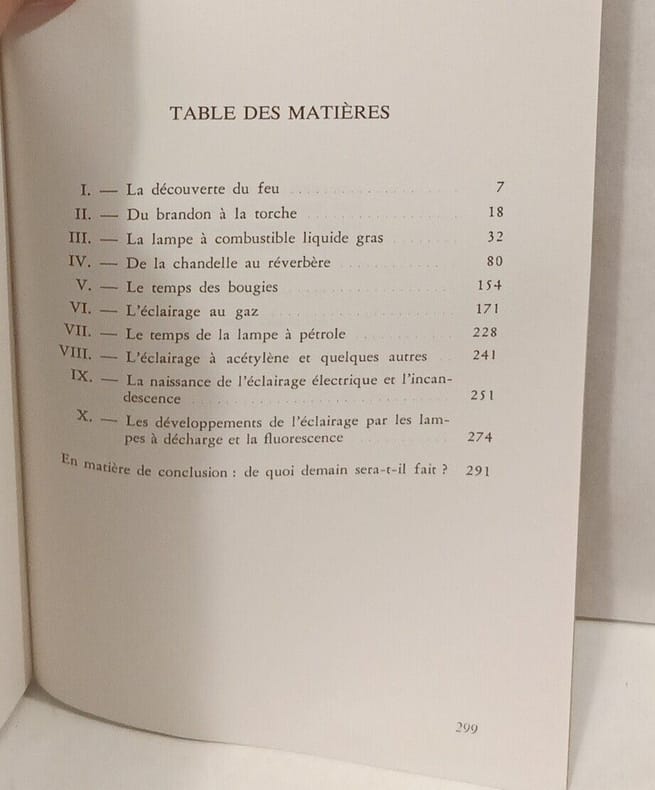 TABLE DES MATIÈRES
I. — La découverte du feu 7
II. — Du brandon à la torche 18
III. — La lampe à combustible liquide gras 32
IV. — De la chandelle au réverbère 80
V. — Le temps des bougies 154
VI. — L'éclairage au gaz 171
VII. — Le temps de la lampe à pétrole 228
VIII. — L'éclairage à acétylène et quelques autres 241
IX. — La naissance de l'éclairage électrique et l'incan-
descence 251
X. — Les développements de l'éclairage par les lam-
pes à décharge et la fluorescence 274
En matière de conclusion : de quoi demain sera-t-il fait ? 291
299